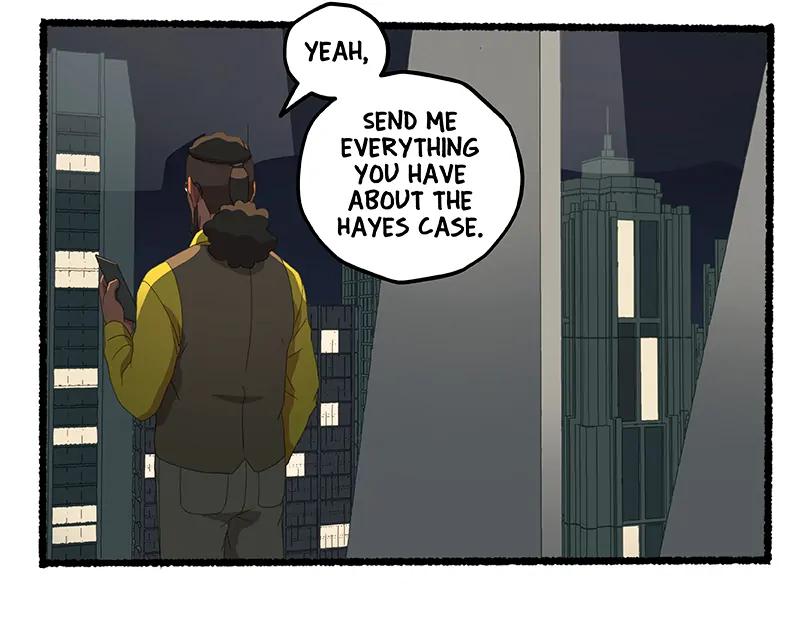 YEAH,
SEND ME
EVERYTHING
YOU HAVE
ABOUT THE
HAYES CASE.